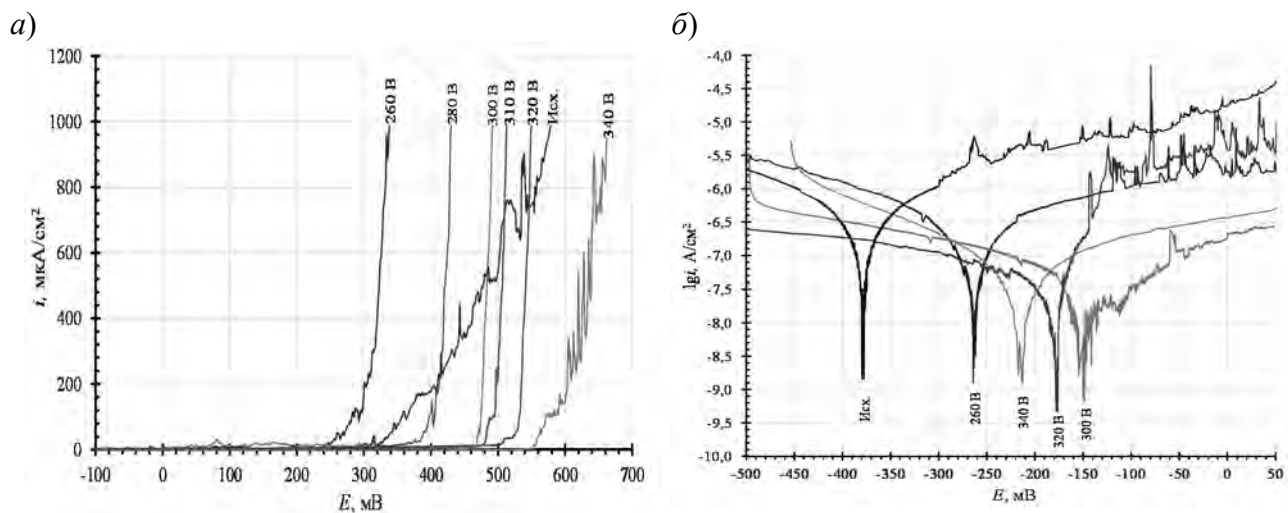 а)
i, мкА/см²
1200
1000
800
600
400
200
0
-100
0
100
200
300
400
500
600
700
E, мВ
260 В
280 В
300 В
310 В
320 В
Исх.
340 В
б)
lgi, А/см²
-4,0
-4,5
-5,0
-5,5
-6,0
-6,5
-7,0
-7,5
-8,0
-8,5
-9,0
-9,5
-10,0
-500
-450
-400
-350
-300
-250
-200
-150
-100
-50
0
50
E, мВ
Исх.
260 В
340 В
320 В
300 В